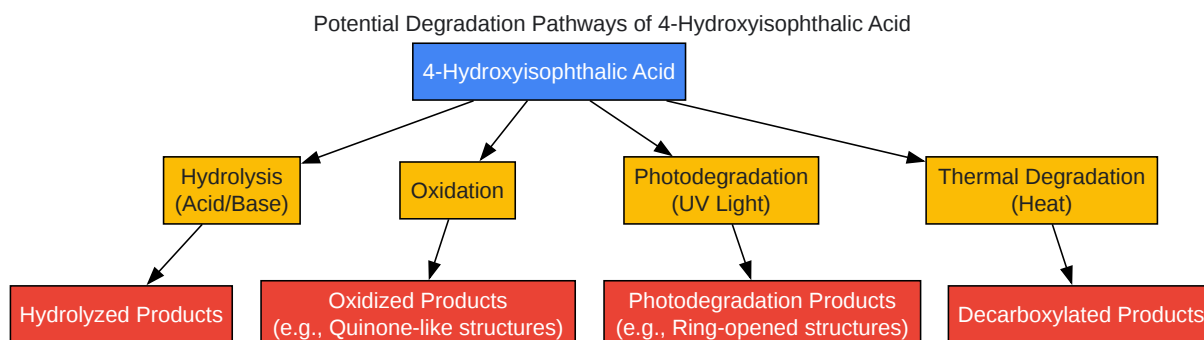 Potential Degradation Pathways of 4-Hydroxyisophthalic Acid
4-Hydroxyisophthalic Acid
Hydrolysis
(Acid/Base)
Oxidation
Photodegradation
(UV Light)
Thermal Degradation
(Heat)
Hydrolyzed Products
Oxidized Products
(e.g., Quinone-like structures)
Photodegradation Products
(e.g., Ring-opened structures)
Decarboxylated Products